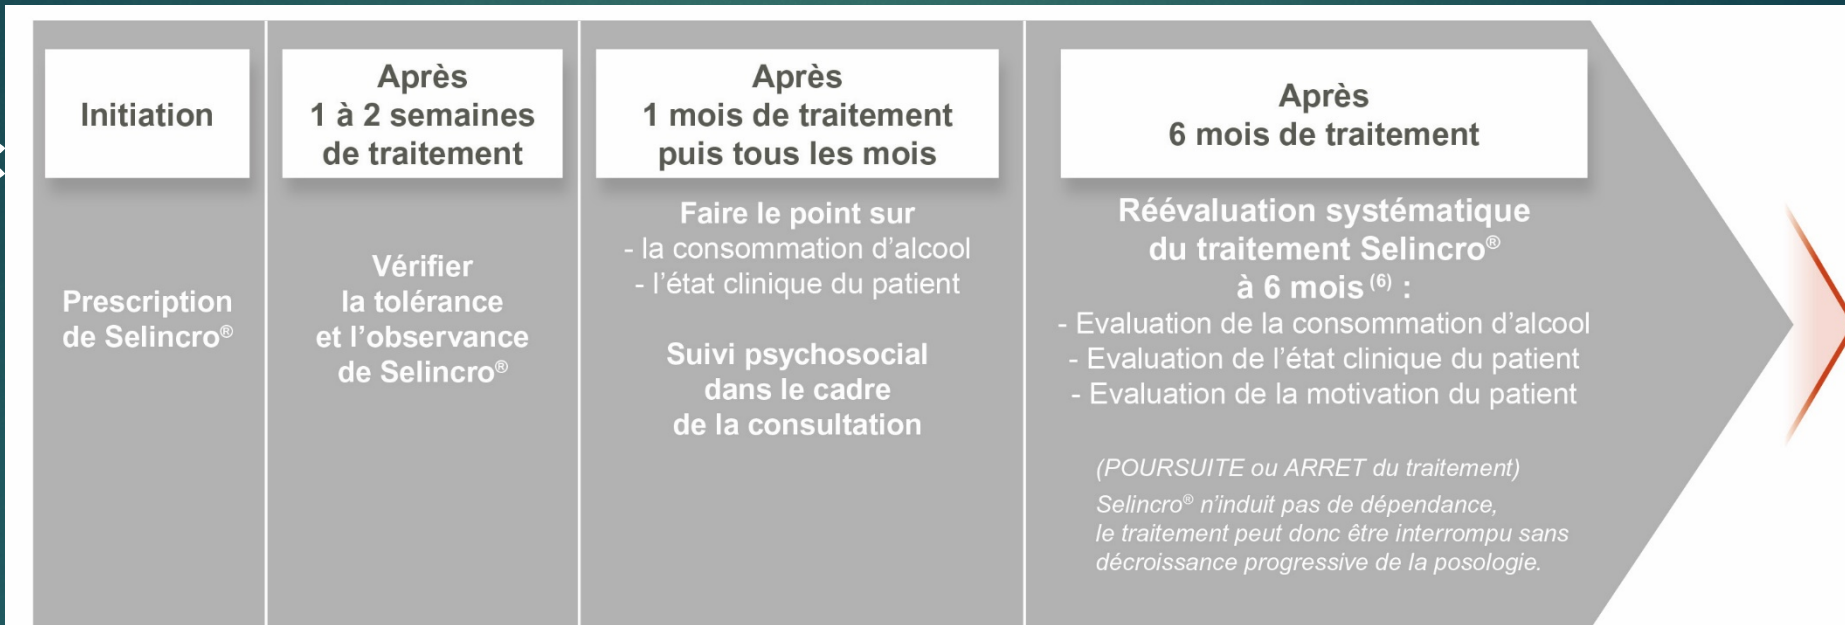 Initiation
Prescription
de Selincro®
Après
1 à 2 semaines
de traitement
Vérifier
la tolérance
et l’observance
de Selincro®
Après
1 mois de traitement
puis tous les mois
Faire le point sur
- la consommation d’alcool
- l’état clinique du patient
Suivi psychosocial
dans le cadre
de la consultation
Après
6 mois de traitement
Réévaluation systématique
du traitement Selincro®
à 6 mois (6) :
- Evaluation de la consommation d’alcool
- Evaluation de l’état clinique du patient
- Evaluation de la motivation du patient
(POURSUITE ou ARRET du traitement)
Selincro® n’induit pas de dépendance,
le traitement peut donc être interrompu sans
décroissance progressive de la posologie.